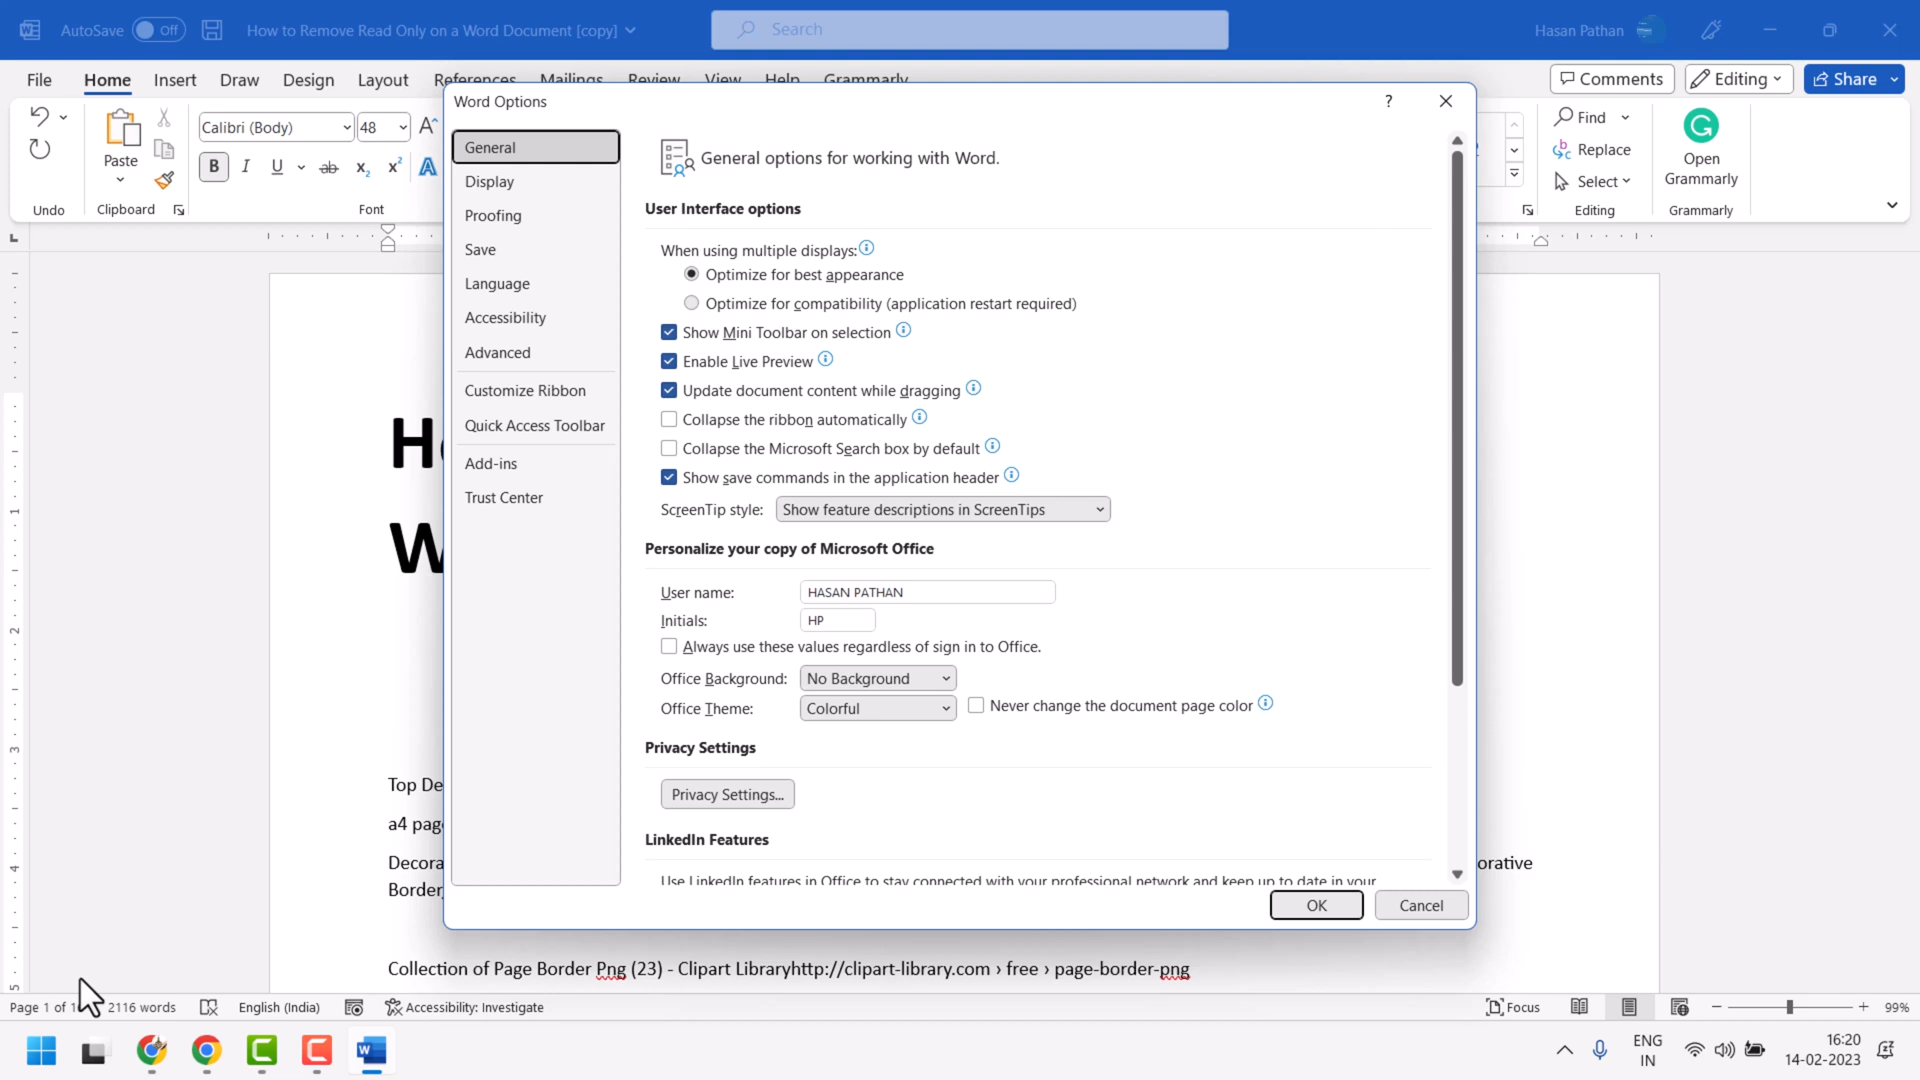 AutoSave Off How to Remove Read Only on a Word Document [copy] Search Hasan Pathan
File Home Insert Draw Design Layout References Mailings Review View Help Grammarly Comments Editing Share
Calibri (Body) 48 Find
Paste Replace Open
Select Grammarly
Undo Clipboard Font Editing Grammarly
Word Options
General
Display
Proofing
Save
Language
Accessibility
Advanced
Customize Ribbon
Quick Access Toolbar
Add-ins
Trust Center
General options for working with Word.
User Interface options
When using multiple displays:
Optimize for best appearance
Optimize for compatibility (application restart required)
Show Mini Toolbar on selection
Enable Live Preview
Update document content while dragging
Collapse the ribbon automatically
Collapse the Microsoft Search box by default
Show save commands in the application header
ScreenTip style: Show feature descriptions in ScreenTips
Personalize your copy of Microsoft Office
User name: HASAN PATHAN
Initials: HP
Always use these values regardless of sign in to Office.
Office Background: No Background
Office Theme: Colorful Never change the document page color
Privacy Settings
Privacy Settings...
LinkedIn Features
Use LinkedIn features in Office to stay connected with your professional network and keep up to date in your
OK Cancel
Top De
a4 pag
Decora orative
Border
Collection of Page Border Png (23) - Clipart Libraryhttp://clipart-library.com › free › page-border-png
Page 1 of 2116 words English (India) Accessibility: Investigate Focus 99%
ENG 16:20
IN 14-02-2023